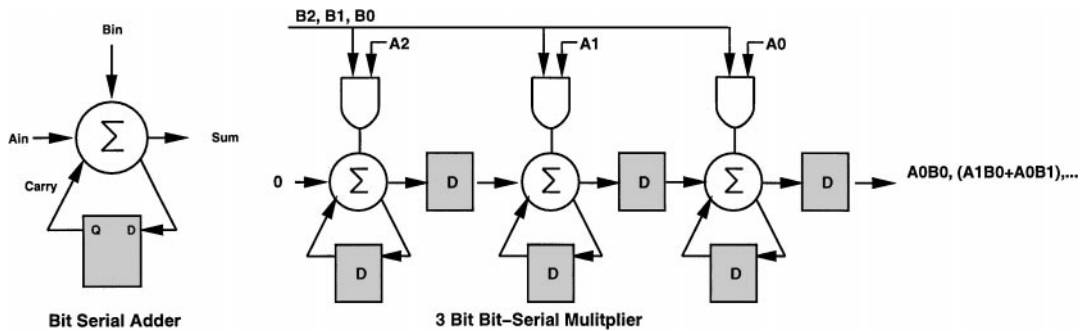 Bin
Ain
Σ
Sum
Carry
Q D
Bit Serial Adder
B2, B1, B0
A2
A1
A0
0
Σ
D
Σ
D
Σ
D
A0B0, (A1B0+A0B1),...
D
D
D
3 Bit Bit–Serial Mulitplier